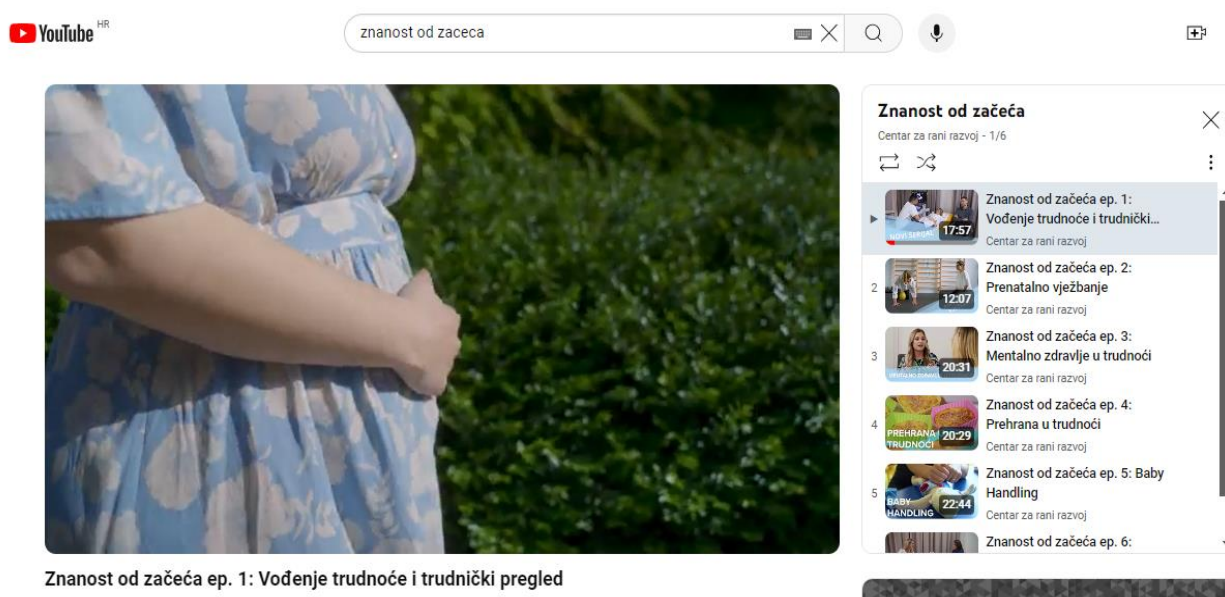 YouTube HR
znanost od zaceca
Znanost od začeća
Centar za rani razvoj - 1/6
Znanost od začeća ep. 1:
Vođenje trudnoće i trudnički...
Centar za rani razvoj
17:57
2
Znanost od začeća ep. 2:
Prenatalno vježbanje
Centar za rani razvoj
12:07
3
Znanost od začeća ep. 3:
Mentalno zdravlje u trudnoći
Centar za rani razvoj
20:31
4
Znanost od začeća ep. 4:
Prehrana u trudnoći
Centar za rani razvoj
PREHRANA
TRUDNOĆI
20:29
5
Znanost od začeća ep. 5: Baby
Handling
Centar za rani razvoj
BABY
HANDLING
22:44
Znanost od začeća ep. 6:
Znanost od začeća ep. 1: Vođenje trudnoće i trudnički pregled